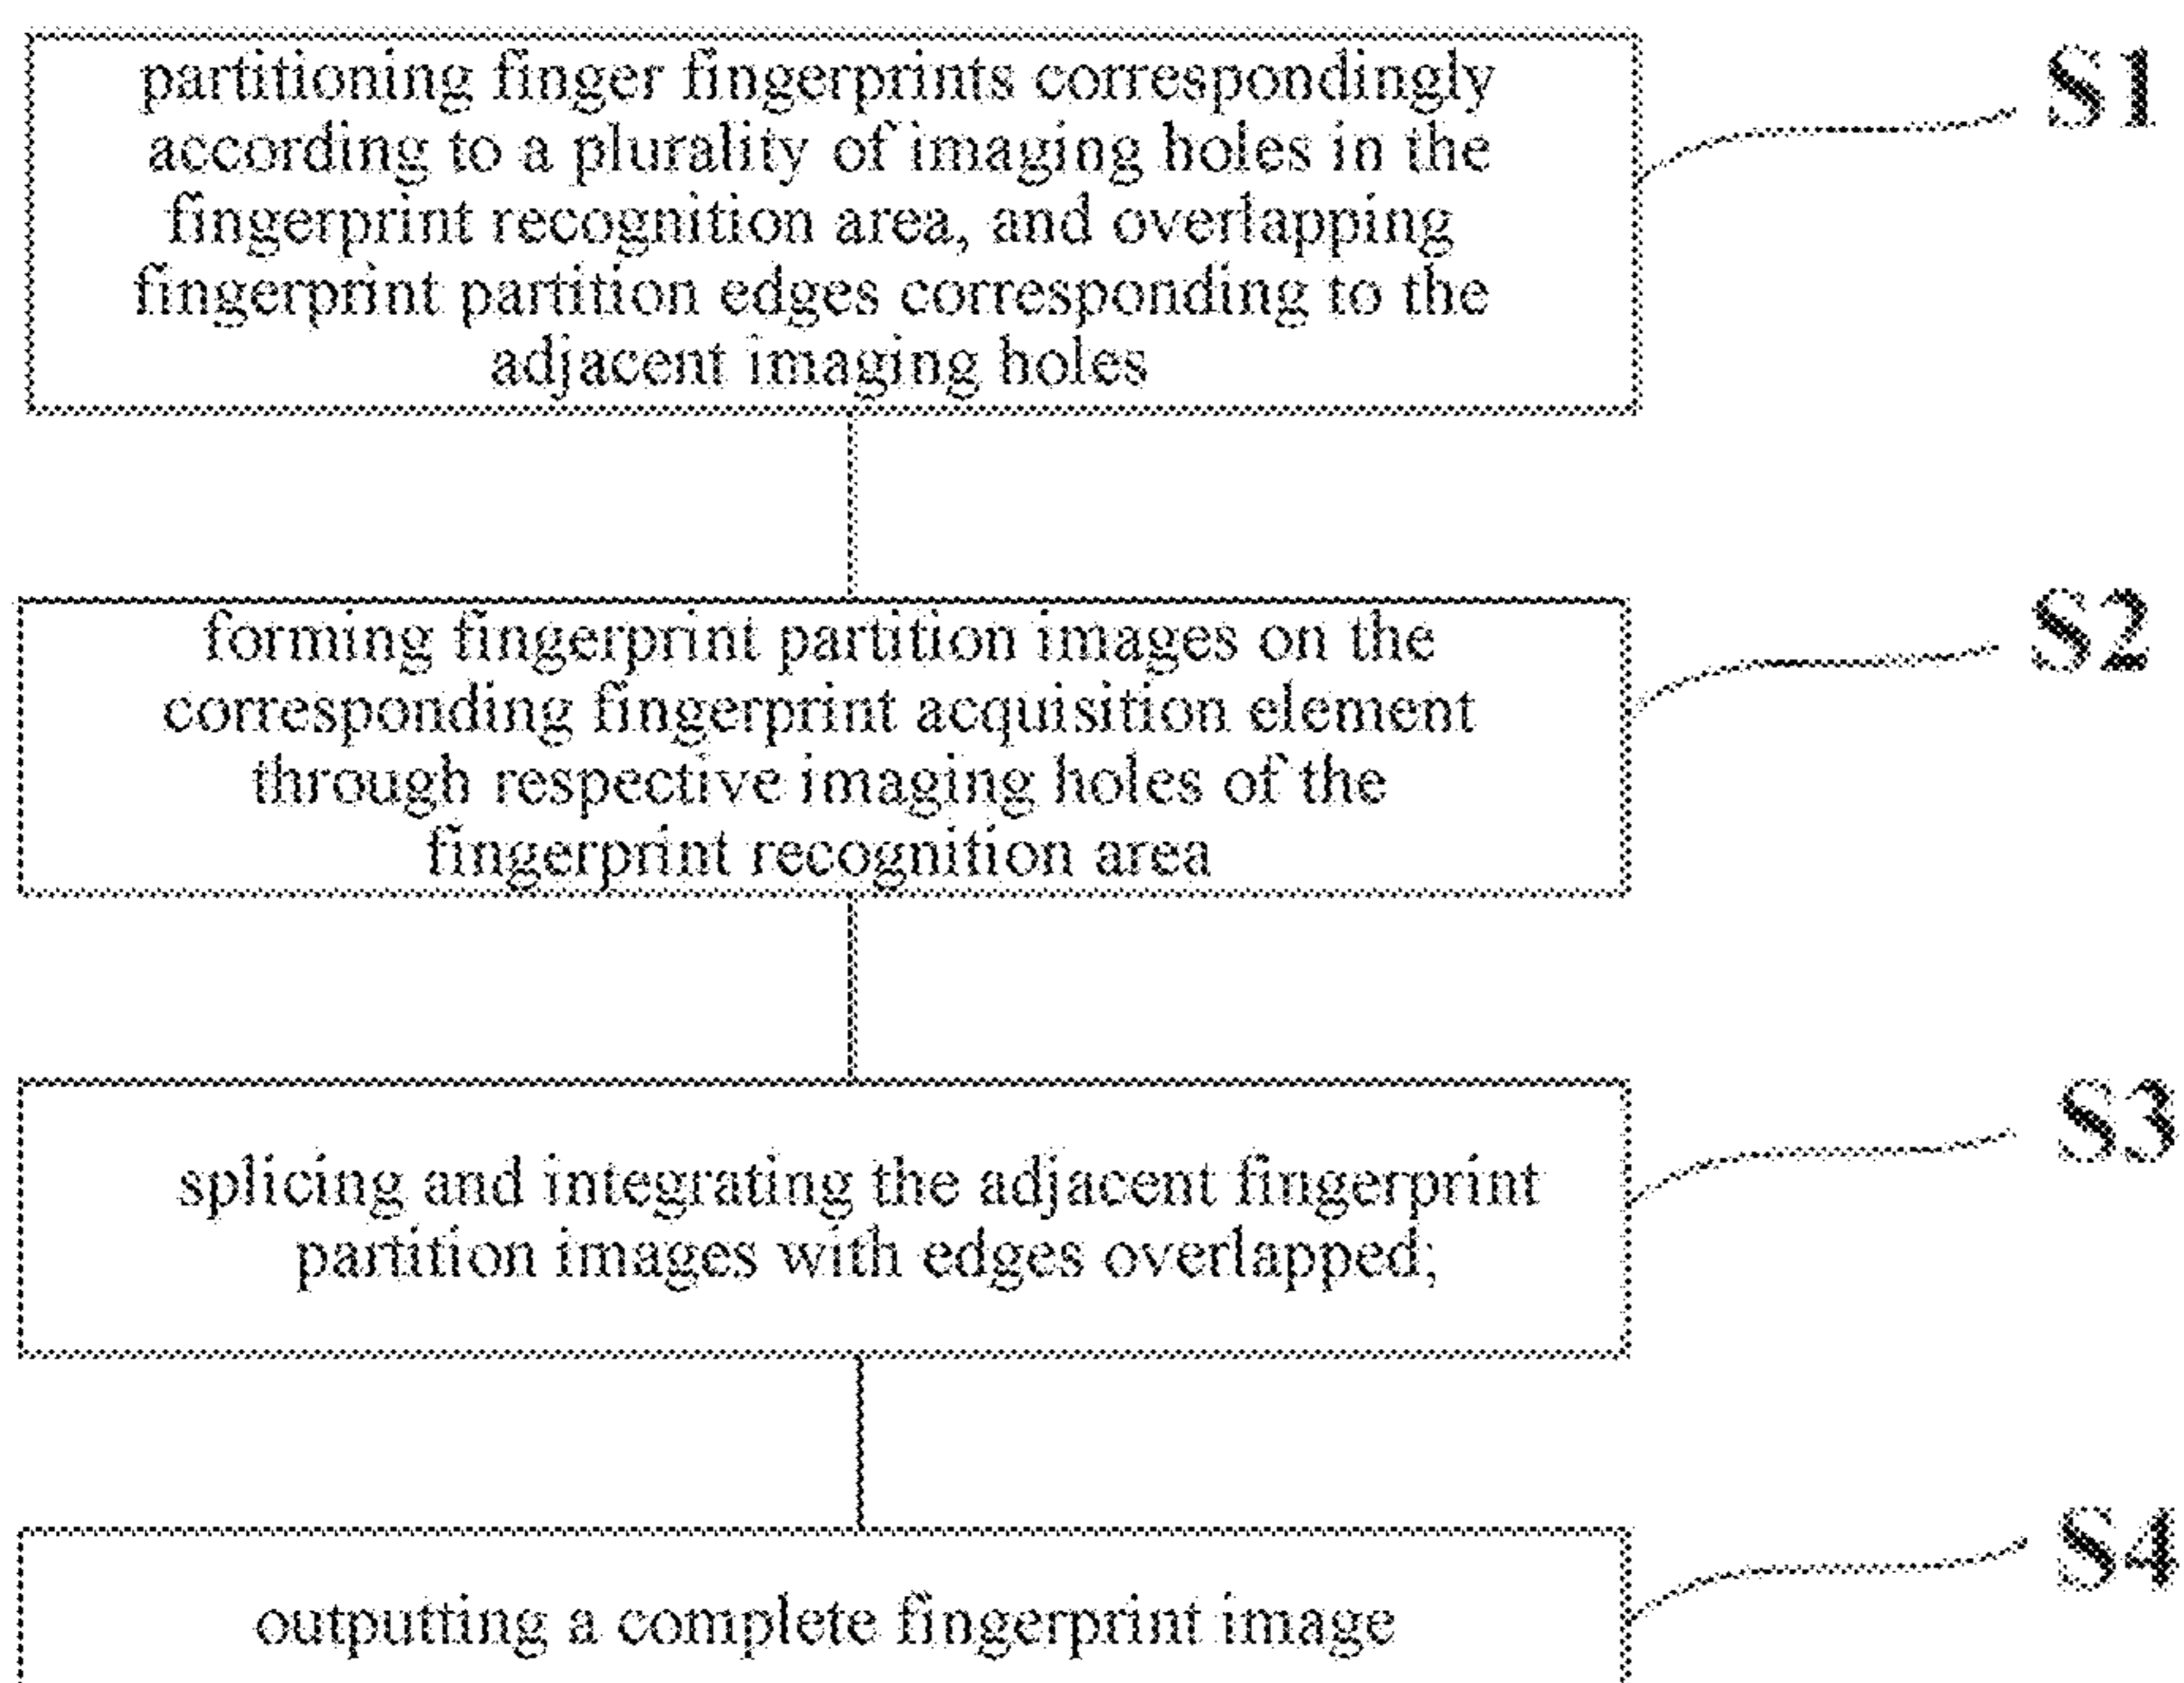 partitioning finger fingerprints correspondingly
according to a plurality of imaging holes in the
fingerprint recognition area, and overlapping
fingerprint partition edges corresponding to the
adjacent imaging holes
S1
forming fingerprint partition images on the
corresponding fingerprint acquisition element
through respective imaging holes of the
fingerprint recognition area
S2
splicing and integrating the adjacent fingerprint
partition images with edges overlapped;
S3
outputting a complete fingerprint image
S4